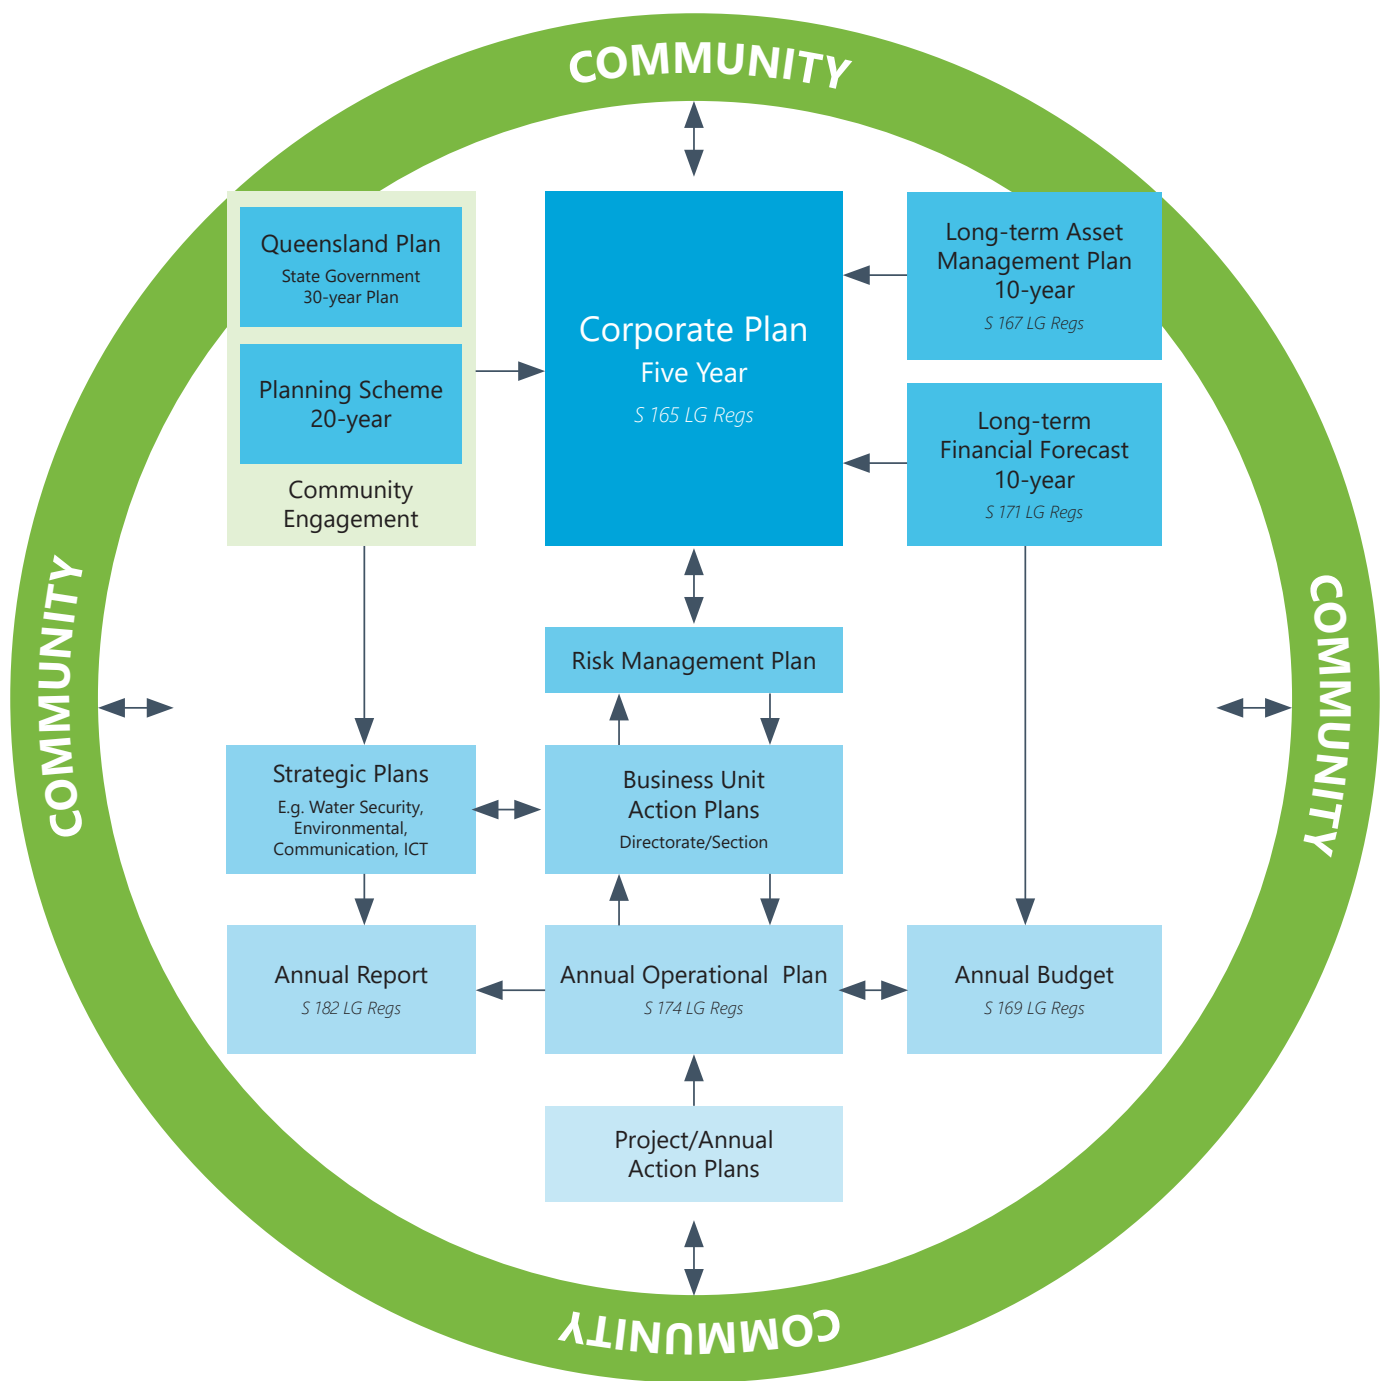 COMMUNITY
Queensland Plan
State Government
30-year Plan
Planning Scheme
20-year
Community
Engagement
Corporate Plan
Five Year
S 165 LG Regs
Long-term Asset
Management Plan
10-year
S 167 LG Regs
Long-term
Financial Forecast
10-year
S 171 LG Regs
COMMUNITY
COMMUNITY
Risk Management Plan
Strategic Plans
E.g. Water Security,
Environmental,
Communication, ICT
Business Unit
Action Plans
Directorate/Section
Annual Report
S 182 LG Regs
Annual Operational  Plan
S 174 LG Regs
Annual Budget
S 169 LG Regs
Project/Annual
Action Plans
COMMUNITY